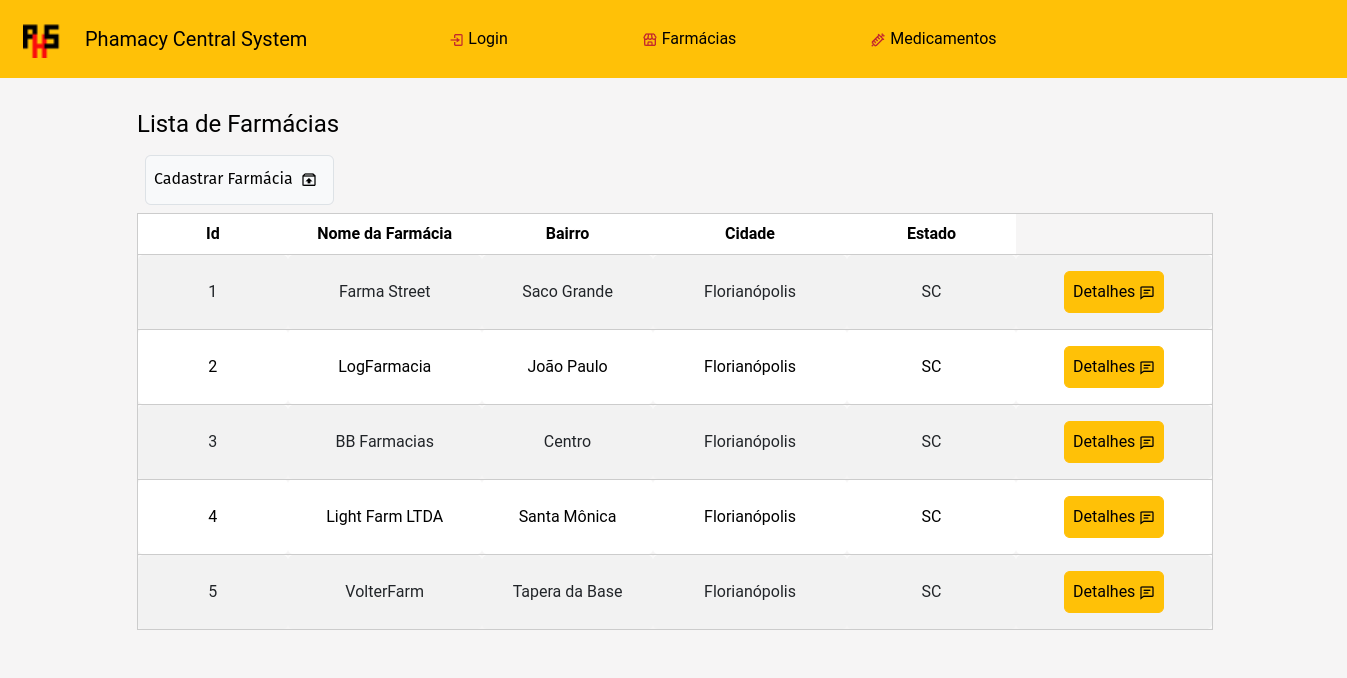 PHS Phamacy Central System Login Farmácias Medicamentos
Lista de Farmácias
Cadastrar Farmácia
Id Nome da Farmácia Bairro Cidade Estado
1 Farma Street Saco Grande Florianópolis SC Detalhes
2 LogFarmacia João Paulo Florianópolis SC Detalhes
3 BB Farmacias Centro Florianópolis SC Detalhes
4 Light Farm LTDA Santa Mônica Florianópolis SC Detalhes
5 VolterFarm Tapera da Base Florianópolis SC Detalhes